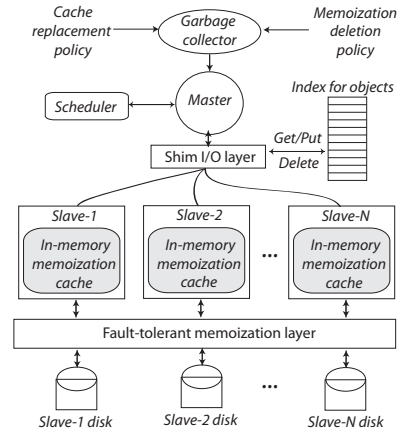 Cache
replacement
policy
Garbage
collector
Memoization
deletion
policy
Scheduler
Master
Index for objects
Get/Put
Delete
Shim I/O layer
Slave-1
In-memory
memoization
cache
Slave-2
In-memory
memoization
cache
...
Slave-N
In-memory
memoization
cache
Fault-tolerant memoization layer
Slave-1 disk
Slave-2 disk
...
Slave-N disk